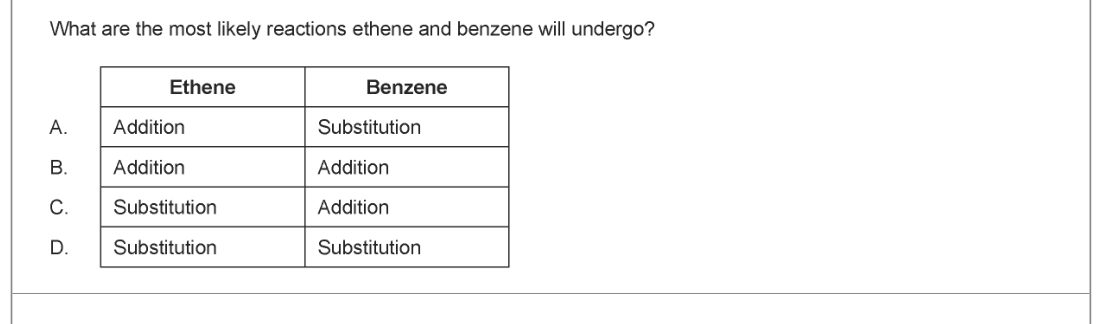 What are the most likely reactions ethene and benzene will undergo?
Ethene Benzene
A. Addition Substitution
B. Addition Addition
C. Substitution Addition
D. Substitution Substitution